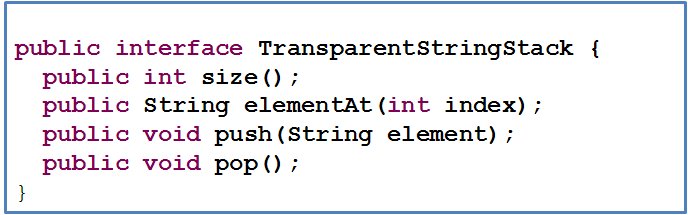 public interface TransparentStringStack {
  public int size();
  public String elementAt(int index);
  public void push(String element);
  public void pop();
}